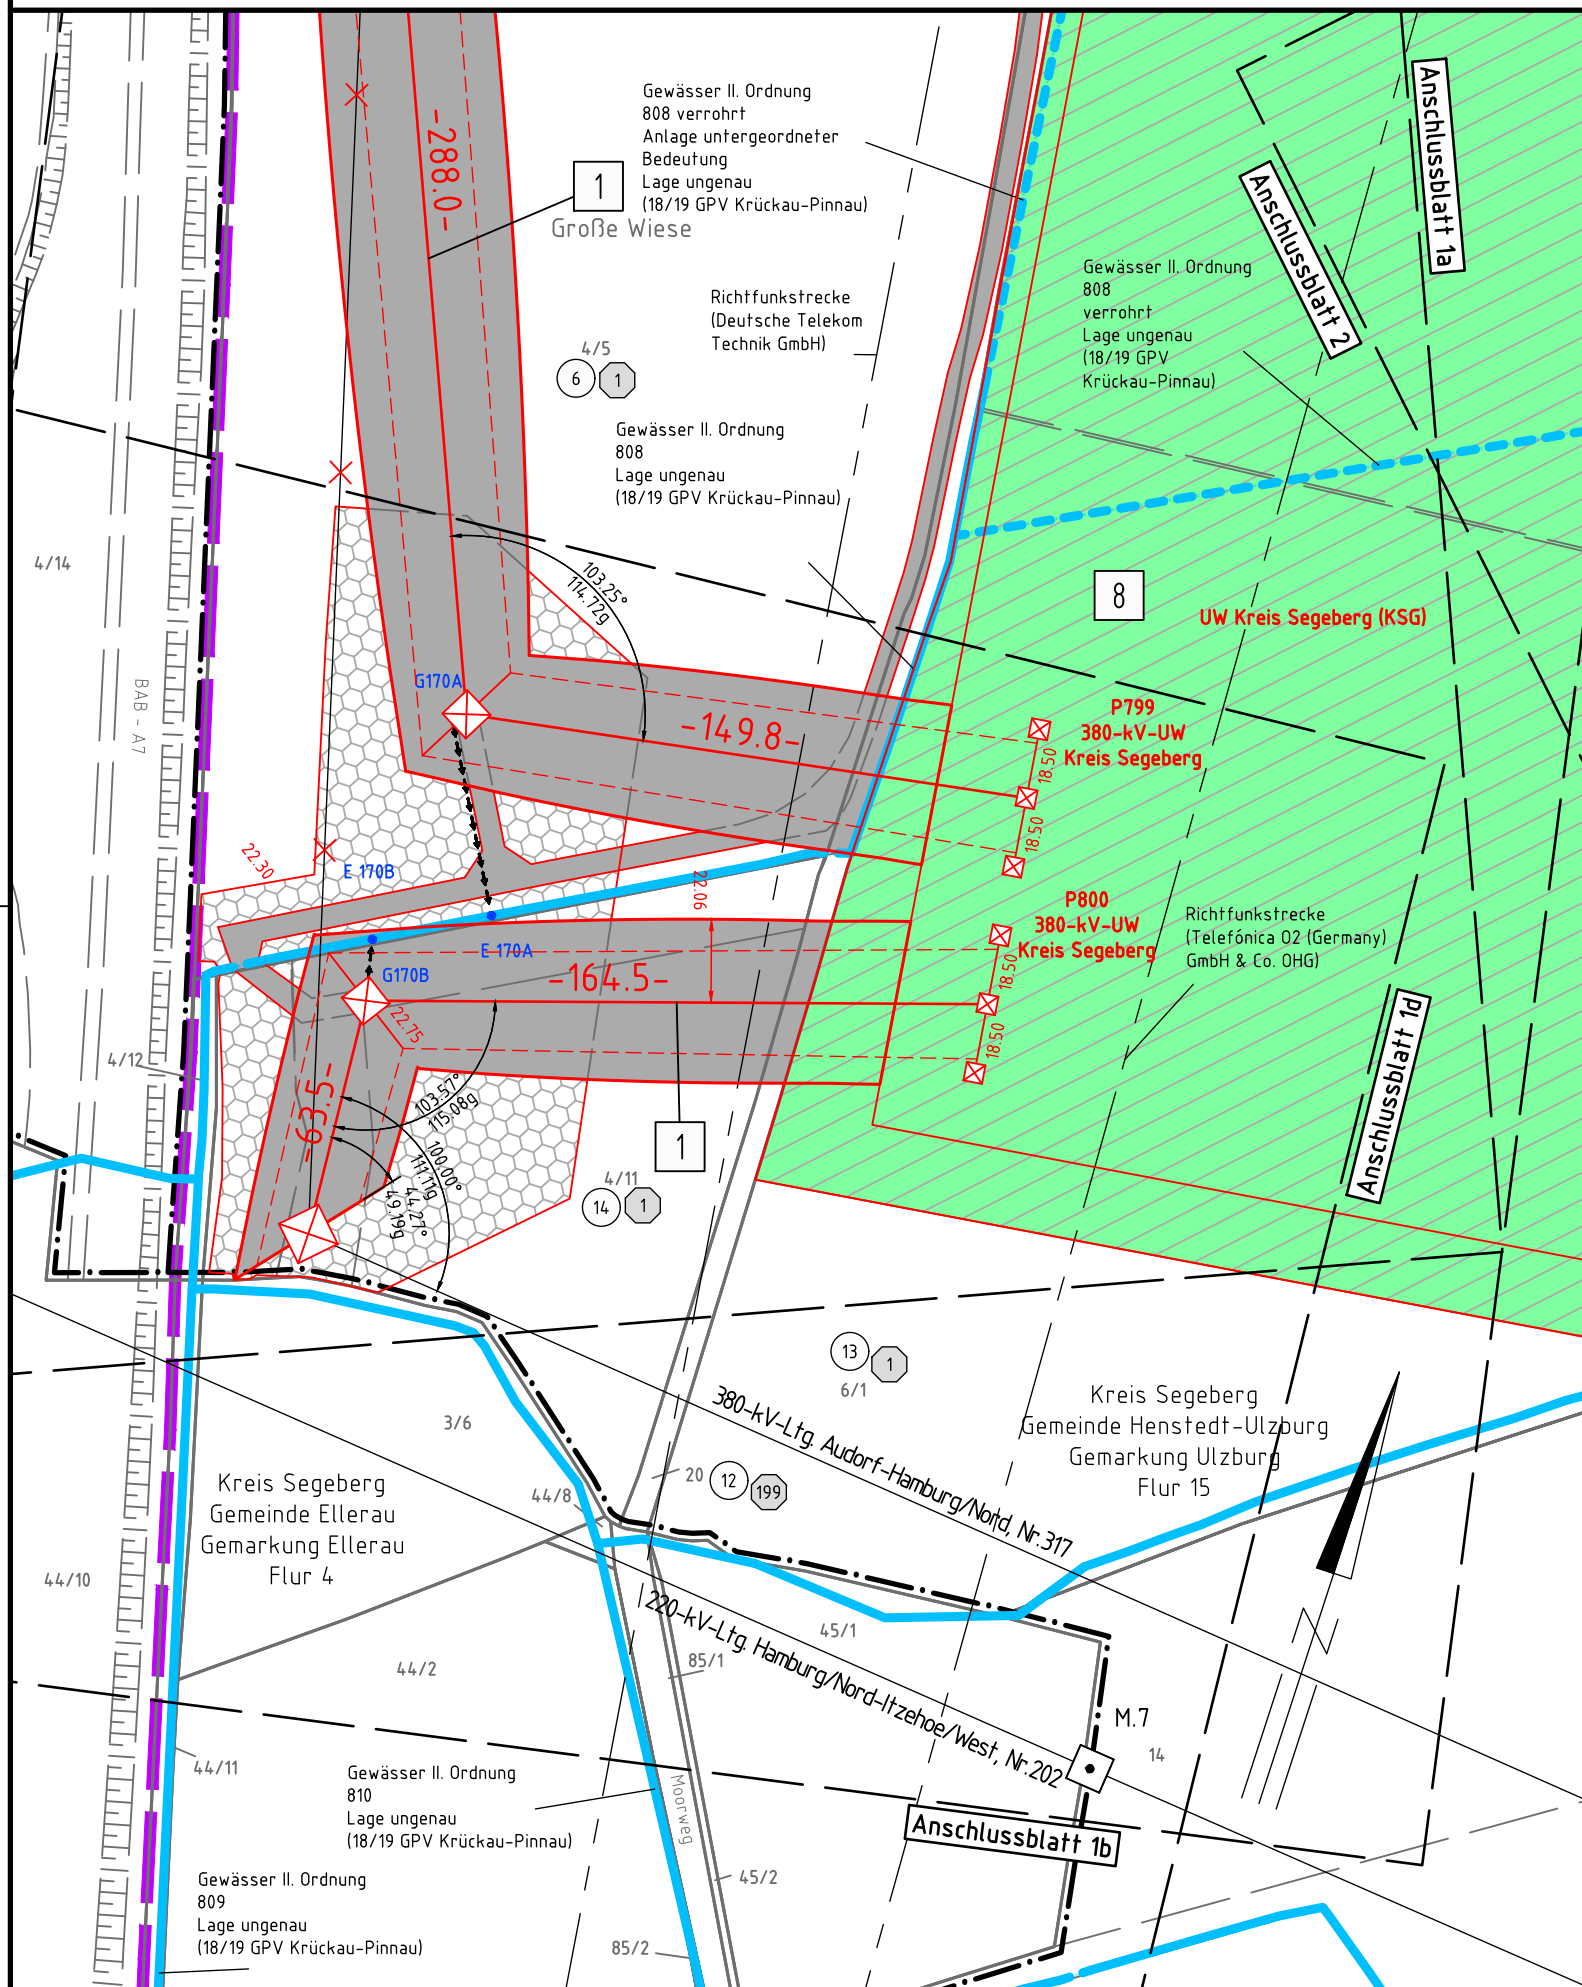 Gewässer II. Ordnung
808 verrohrt
Anlage untergeordneter
Bedeutung
Lage ungenau
(18/19 GPV Krückau-Pinnau)
1
Große Wiese
-288.0-
Anschlussblatt 1a
Anschlussblatt 2
Gewässer II. Ordnung
808
verrohrt
Lage ungenau
(18/19 GPV
Krückau-Pinnau)
Richtfunkstrecke
(Deutsche Telekom
Technik GmbH)
4/5
6
1
Gewässer II. Ordnung
808
Lage ungenau
(18/19 GPV Krückau-Pinnau)
4/14
103.25°
114.72g
8
UW Kreis Segeberg (KSG)
BAB - A7
G170A
-149.8-
P799
380-kV-UW
Kreis Segeberg
18.50
18.50
22.30
E 170B
22.06
P800
380-kV-UW
Kreis Segeberg
Richtfunkstrecke
(Telefónica O2 (Germany)
GmbH & Co. OHG)
E 170A
G170B
-164.5-
18.50
18.50
22.75
4/12
-63.5-
103.57°
115.08g
100.00°
111.11g
44.27°
49.19g
1
4/11
14
1
Anschlussblatt 1d
13
1
6/1
380-kV-Ltg. Audorf-Hamburg/Nord, Nr.317
Kreis Segeberg
Gemeinde Henstedt-Ulzburg
Gemarkung Ulzburg
Flur 15
3/6
20
12
199
44/8
Kreis Segeberg
Gemeinde Ellerau
Gemarkung Ellerau
Flur 4
44/10
220-kV-Ltg. Hamburg/Nord-Itzehoe/West, Nr.202
45/1
85/1
44/2
N
M.7
14
44/11
Gewässer II. Ordnung
810
Lage ungenau
(18/19 GPV Krückau-Pinnau)
Moorweg
Anschlussblatt 1b
45/2
Gewässer II. Ordnung
809
Lage ungenau
(18/19 GPV Krückau-Pinnau)
85/2